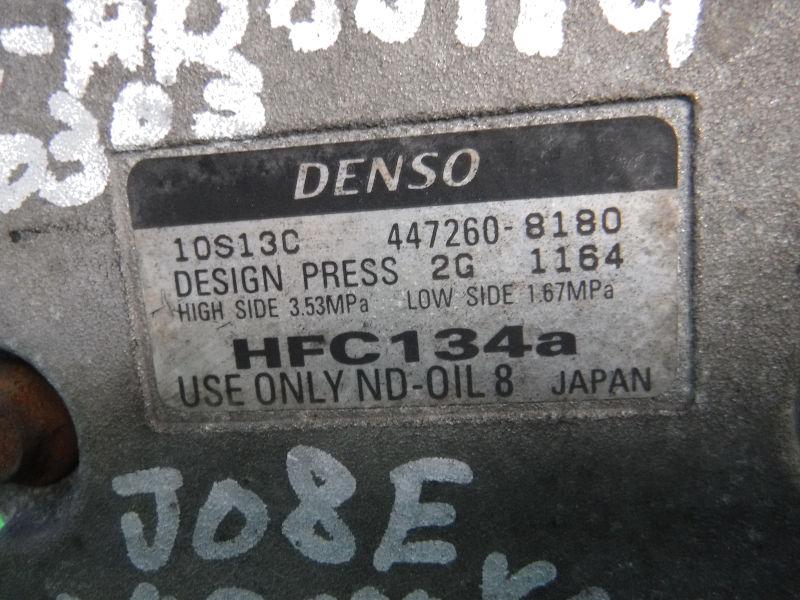 0303
DENSO
10S13C 447260-8180
DESIGN PRESS 2G 1164
HIGH SIDE 3.53MPa LOW SIDE 1.67MPa
HFC134a
USE ONLY ND-OIL 8 JAPAN
J08E